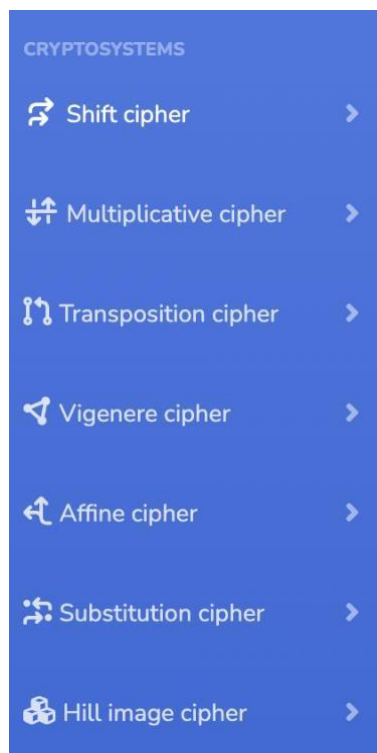 CRYPTOSYSTEMS
Shift cipher
Multiplicative cipher
Transposition cipher
Vigenere cipher
Affine cipher
Substitution cipher
Hill image cipher